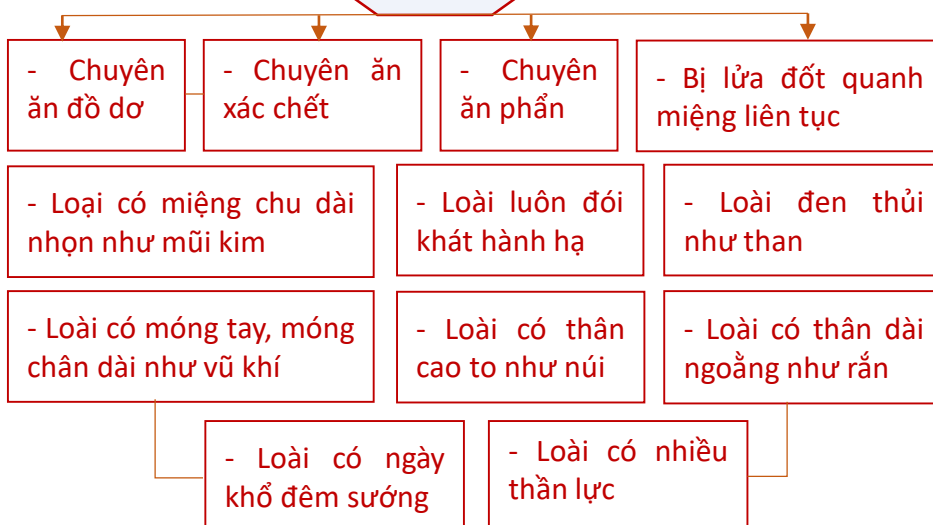 - Chuyên
ăn đồ dơ
- Chuyên ăn
xác chết
- Chuyên
ăn phẩn
- Bị lửa đốt quanh
miệng liên tục
- Loại có miệng chu dài
nhọn như mũi kim
- Loài luôn đói
khát hành hạ
- Loài đen thủi
như than
- Loài có móng tay, móng
chân dài như vũ khí
- Loài có thân
cao to như núi
- Loài có thân dài
ngoằng như rắn
- Loài có ngày
khổ đêm sướng
- Loài có nhiều
thần lực